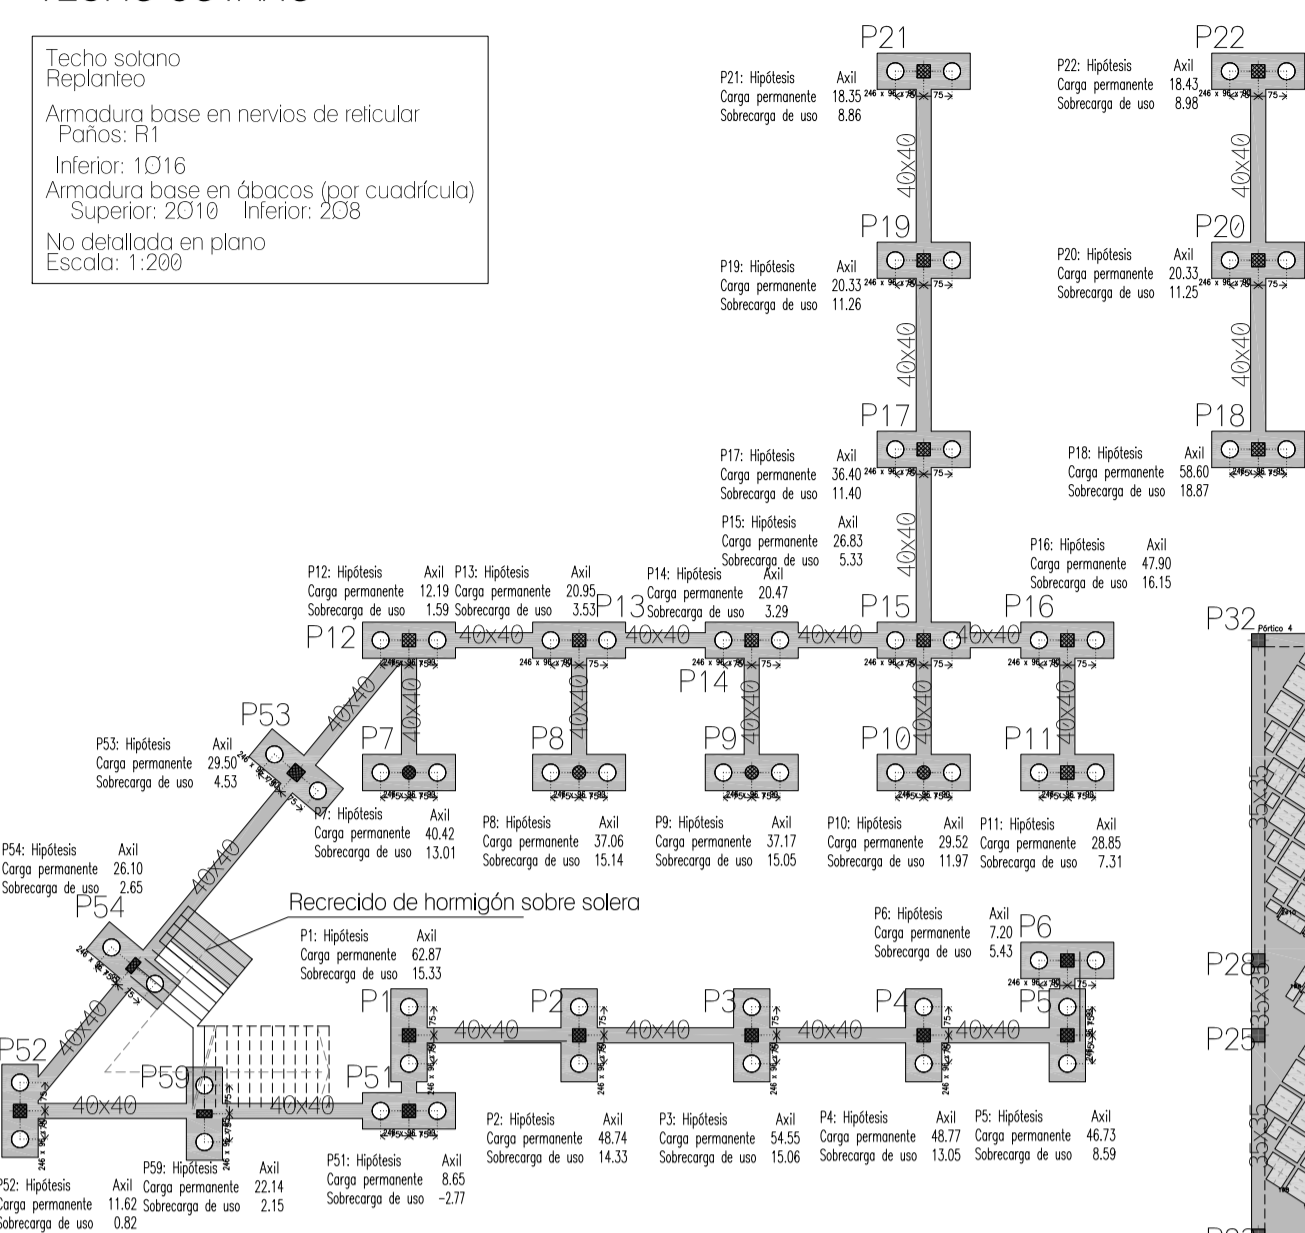 Techo sotano
Replanteo
Armadura base en nervios de reticular
Paños: R1
Inferior: 1Ø16
Armadura base en ábacos (por cuadrícula)
Superior: 2Ø10 Inferior: 2Ø8
No detallada en plano
Escala: 1:200
P21
P21: Hipótesis Axil
Carga permanente 18.35
Sobrecarga de uso 8.86
246 x 96 x 90
75
40x40
P22
P22: Hipótesis Axil
Carga permanente 18.43
Sobrecarga de uso 8.98
75
40x40
P19
P19: Hipótesis Axil
Carga permanente 20.33
Sobrecarga de uso 11.26
75
40x40
P20
P20: Hipótesis Axil
Carga permanente 20.33
Sobrecarga de uso 11.25
75
40x40
P17
P17: Hipótesis Axil
Carga permanente 36.40
Sobrecarga de uso 11.40
75
40x40
P18
P18: Hipótesis Axil
Carga permanente 58.60
Sobrecarga de uso 18.87
P15: Hipótesis Axil
Carga permanente 26.83
Sobrecarga de uso 5.33
P16: Hipótesis Axil
Carga permanente 47.90
Sobrecarga de uso 16.15
P12: Hipótesis Axil
Carga permanente 12.19
Sobrecarga de uso 1.59
P13: Hipótesis Axil
Carga permanente 20.95
Sobrecarga de uso 3.53
P14: Hipótesis Axil
Carga permanente 20.47
Sobrecarga de uso 3.29
P12
40x40
P13
40x40
P14
P15
40x40
P16
P32
Pórtico 4
P53
40x40
P53: Hipótesis Axil
Carga permanente 29.50
Sobrecarga de uso 4.53
P7
40x40
P8
P9
P10
40x40
P11
35x35
P7: Hipótesis Axil
Carga permanente 40.42
Sobrecarga de uso 13.01
P8: Hipótesis Axil
Carga permanente 37.06
Sobrecarga de uso 15.14
P9: Hipótesis Axil
Carga permanente 37.17
Sobrecarga de uso 15.05
P10: Hipótesis Axil
Carga permanente 29.52
Sobrecarga de uso 11.97
P11: Hipótesis Axil
Carga permanente 28.85
Sobrecarga de uso 7.31
P54: Hipótesis Axil
Carga permanente 26.10
Sobrecarga de uso 2.65
40x40
P54
Recrecido de hormigón sobre solera
P1: Hipótesis Axil
Carga permanente 62.87
Sobrecarga de uso 15.33
P6: Hipótesis Axil
Carga permanente 7.20
Sobrecarga de uso 5.43
P6
P28
35x35
P25
P1
40x40
P2
40x40
P3
40x40
P4
40x40
P5
P52
40x40
40x40
P59
40x40
P51
35x35
P2: Hipótesis Axil
Carga permanente 48.74
Sobrecarga de uso 14.33
P3: Hipótesis Axil
Carga permanente 54.55
Sobrecarga de uso 15.06
P4: Hipótesis Axil
Carga permanente 48.77
Sobrecarga de uso 13.05
P5: Hipótesis Axil
Carga permanente 46.73
Sobrecarga de uso 8.59
P52: Hipótesis Axil
Carga permanente 11.62
Sobrecarga de uso 0.82
P59: Hipótesis Axil
Carga permanente 22.14
Sobrecarga de uso 2.15
P51: Hipótesis Axil
Carga permanente 8.65
Sobrecarga de uso -2.77